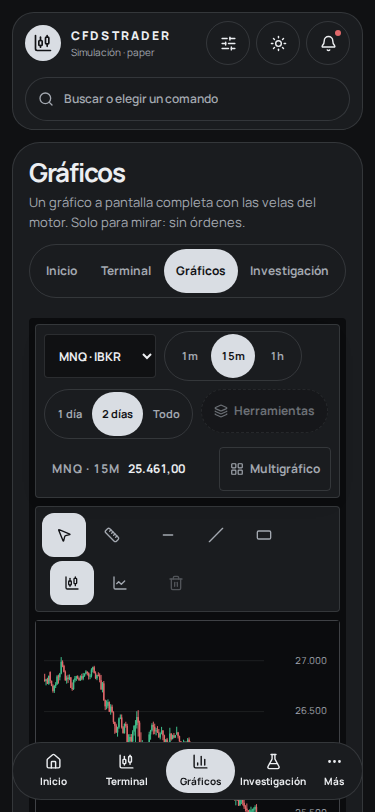 CFDSTRADER
Simulación · paper
Buscar o elegir un comando
Gráficos
Un gráfico a pantalla completa con las velas del
motor. Solo para mirar: sin órdenes.
Inicio Terminal Gráficos Investigación
MNQ · IBKR 1m 15m 1h
1 día 2 días Todo Herramientas
MNQ · 15M 25.461,00 Multigráfico
27.000
26.500
Inicio Terminal Gráficos Investigación Más